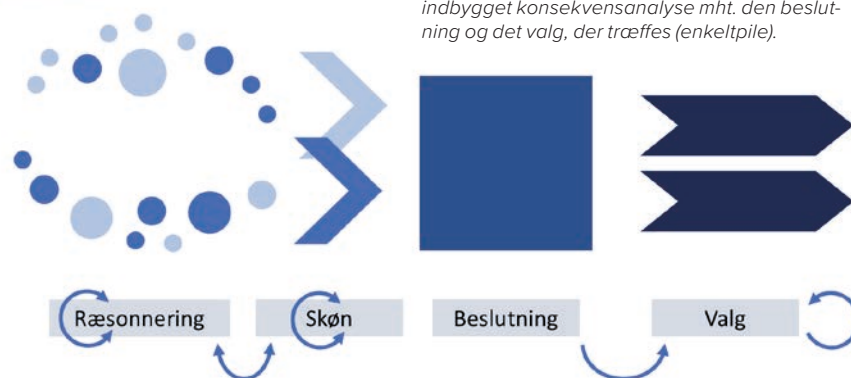 indbygget konsekvensanalyse mht. den beslut-
ning og det valg, der træffes (enkeltpile).
Ræsonnering
Skøn
Beslutning
Valg